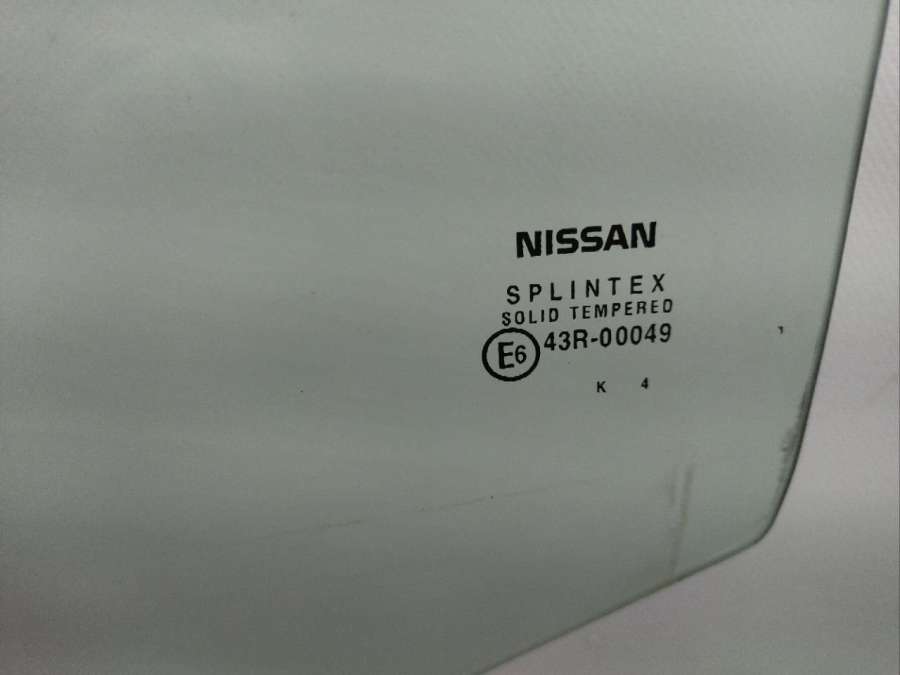 NISSAN
SPLINTEX
SOLID TEMPERED
E6 43R-00049
K 4